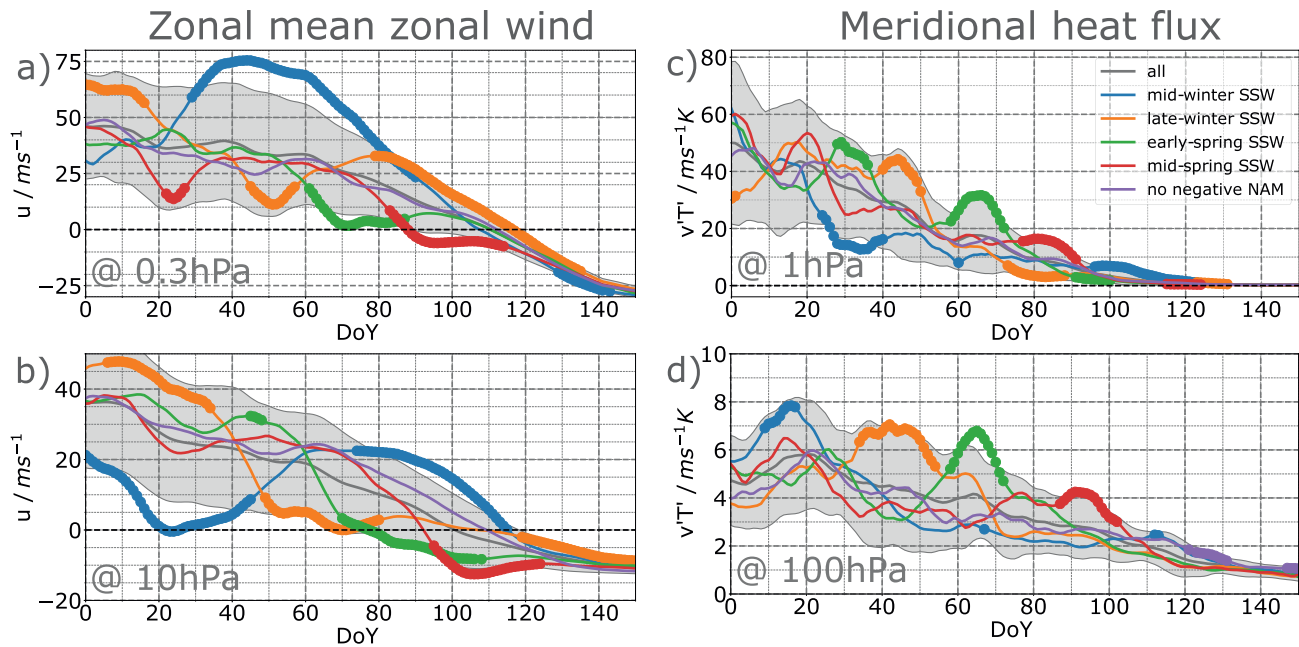 Zonal mean zonal wind
Meridional heat flux
a)
75
50
25
0
−25
u / ms⁻¹
@ 0.3hPa
0 20 40 60 80 100 120 140
DoY
c)
80
60
40
20
0
v'T' / ms⁻¹K
all
mid-winter SSW
late-winter SSW
early-spring SSW
mid-spring SSW
no negative NAM
@ 1hPa
0 20 40 60 80 100 120 140
DoY
b)
40
20
0
−20
u / ms⁻¹
@ 10hPa
0 20 40 60 80 100 120 140
DoY
d)
10
8
6
4
2
0
v'T' / ms⁻¹K
@ 100hPa
0 20 40 60 80 100 120 140
DoY